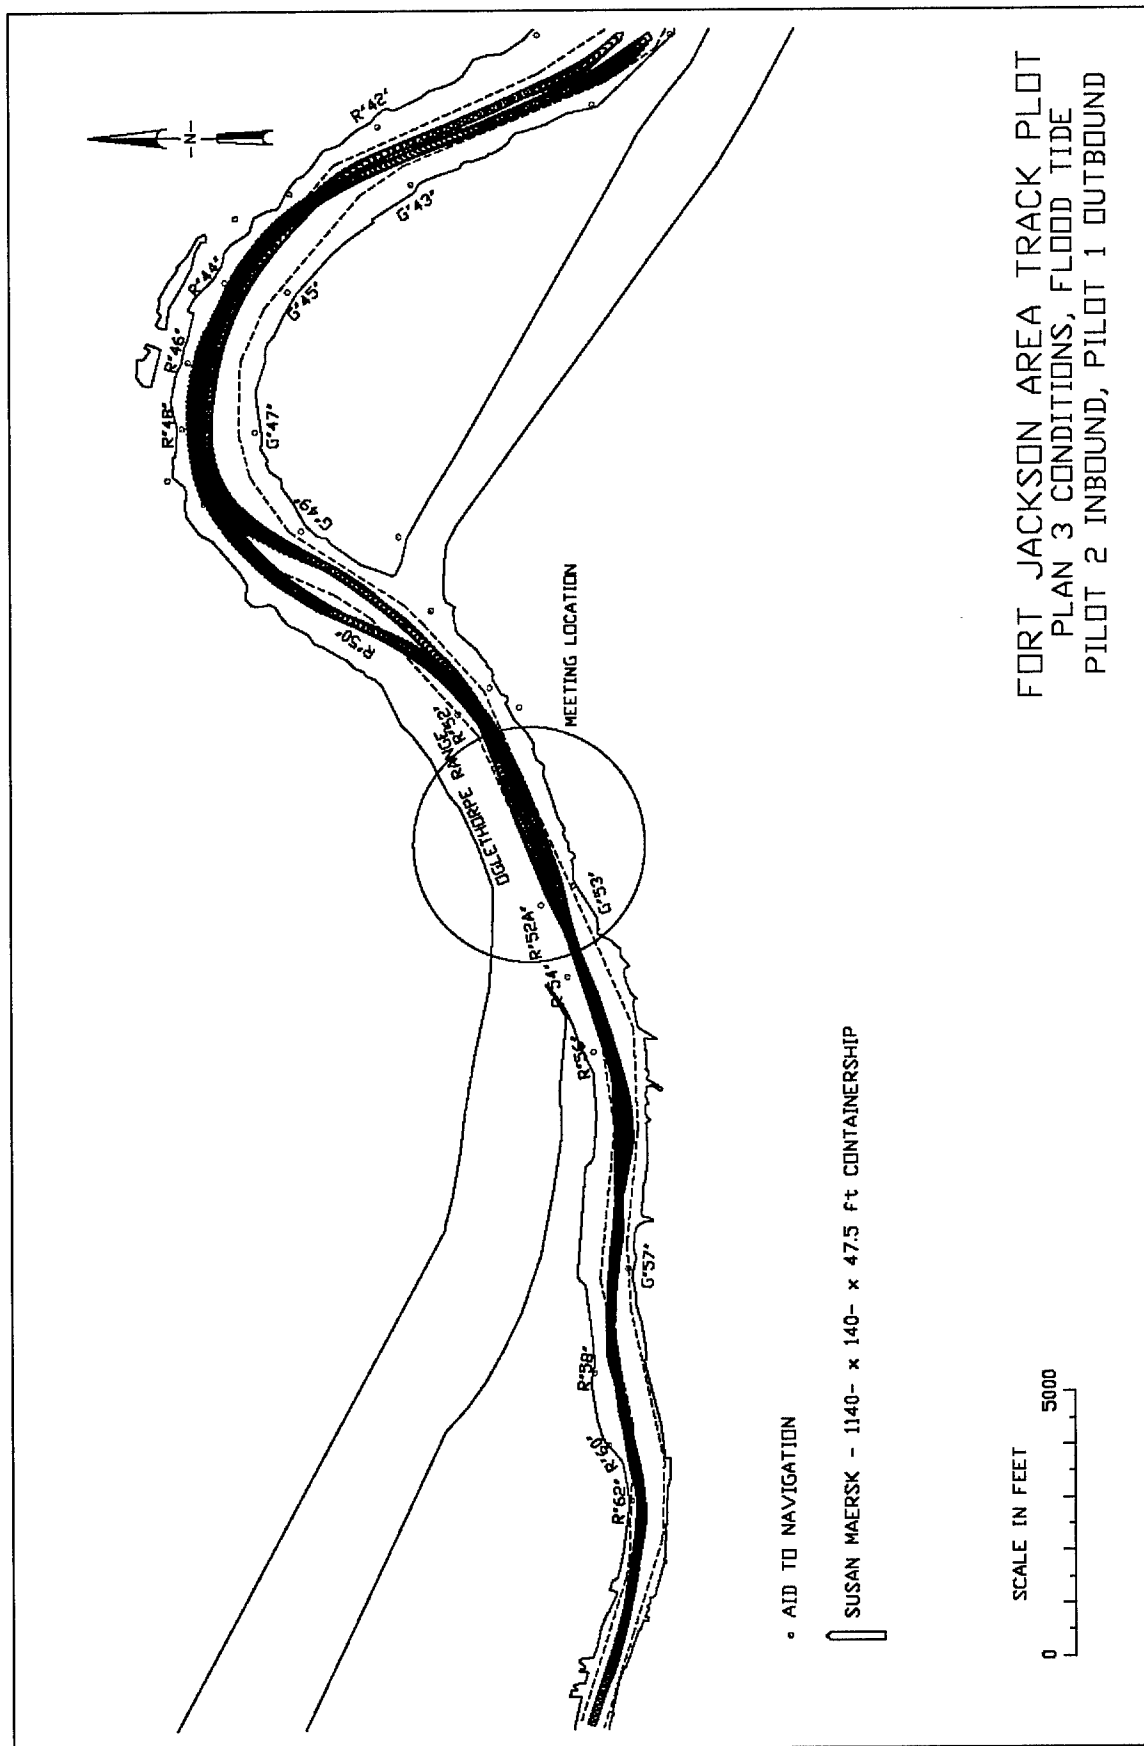 R"42"
-N-
G"43"
R"44"
G"45"
R"46"
R"48"
G"47"
G"49"
R"50"
R"52"
OGLETHORPE RANGE
MEETING LOCATION
R"52A"
G"53"
R"54"
R"56"
G"57"
R"58"
R"60"
R"62"
AID TO NAVIGATION
SUSAN MAERSK - 1140- x 140- x 47.5 ft CONTAINERSHIP
SCALE IN FEET
0 5000
FORT JACKSON AREA TRACK PLOT
PLAN 3 CONDITIONS, FLOOD TIDE
PILOT 2 INBOUND, PILOT 1 OUTBOUND